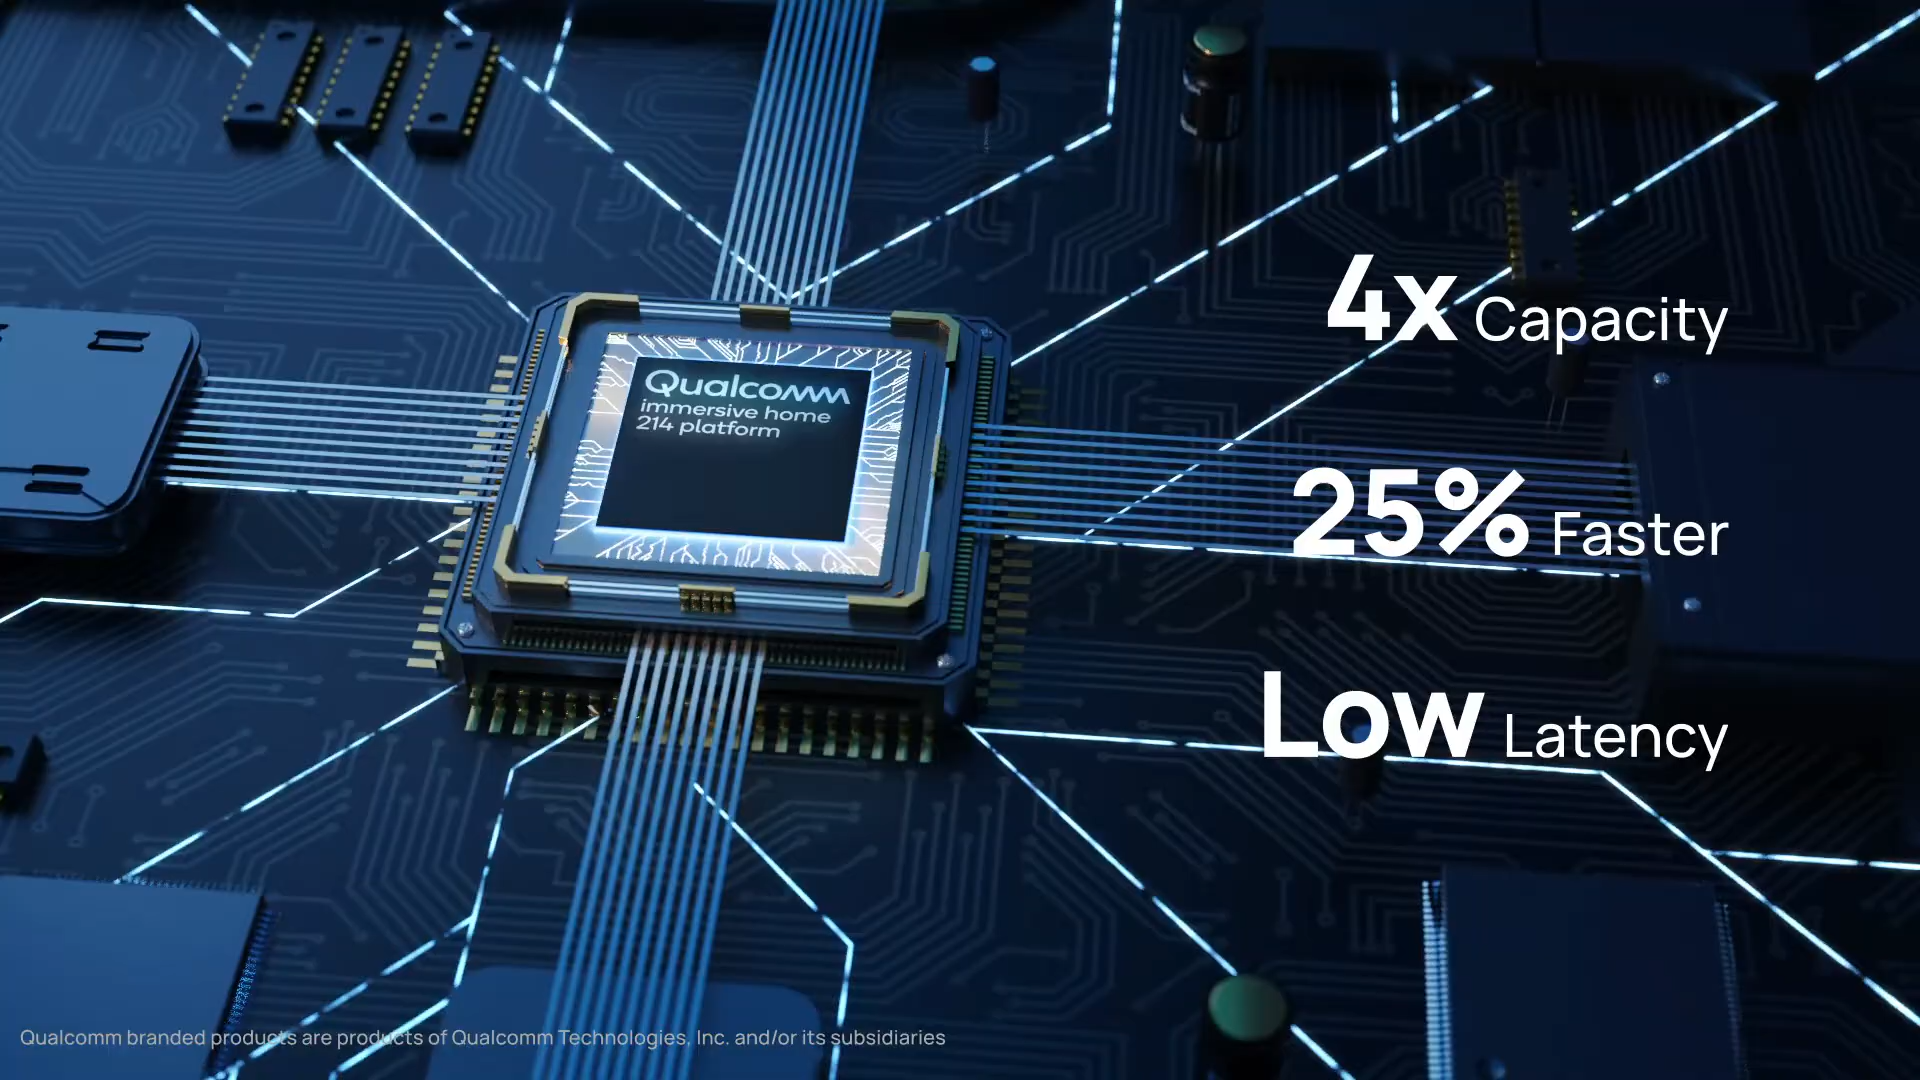 Qualcomm
immersive home
214 platform
4x Capacity
25% Faster
Low Latency
Qualcomm branded products are products of Qualcomm Technologies, Inc. and/or its subsidiaries